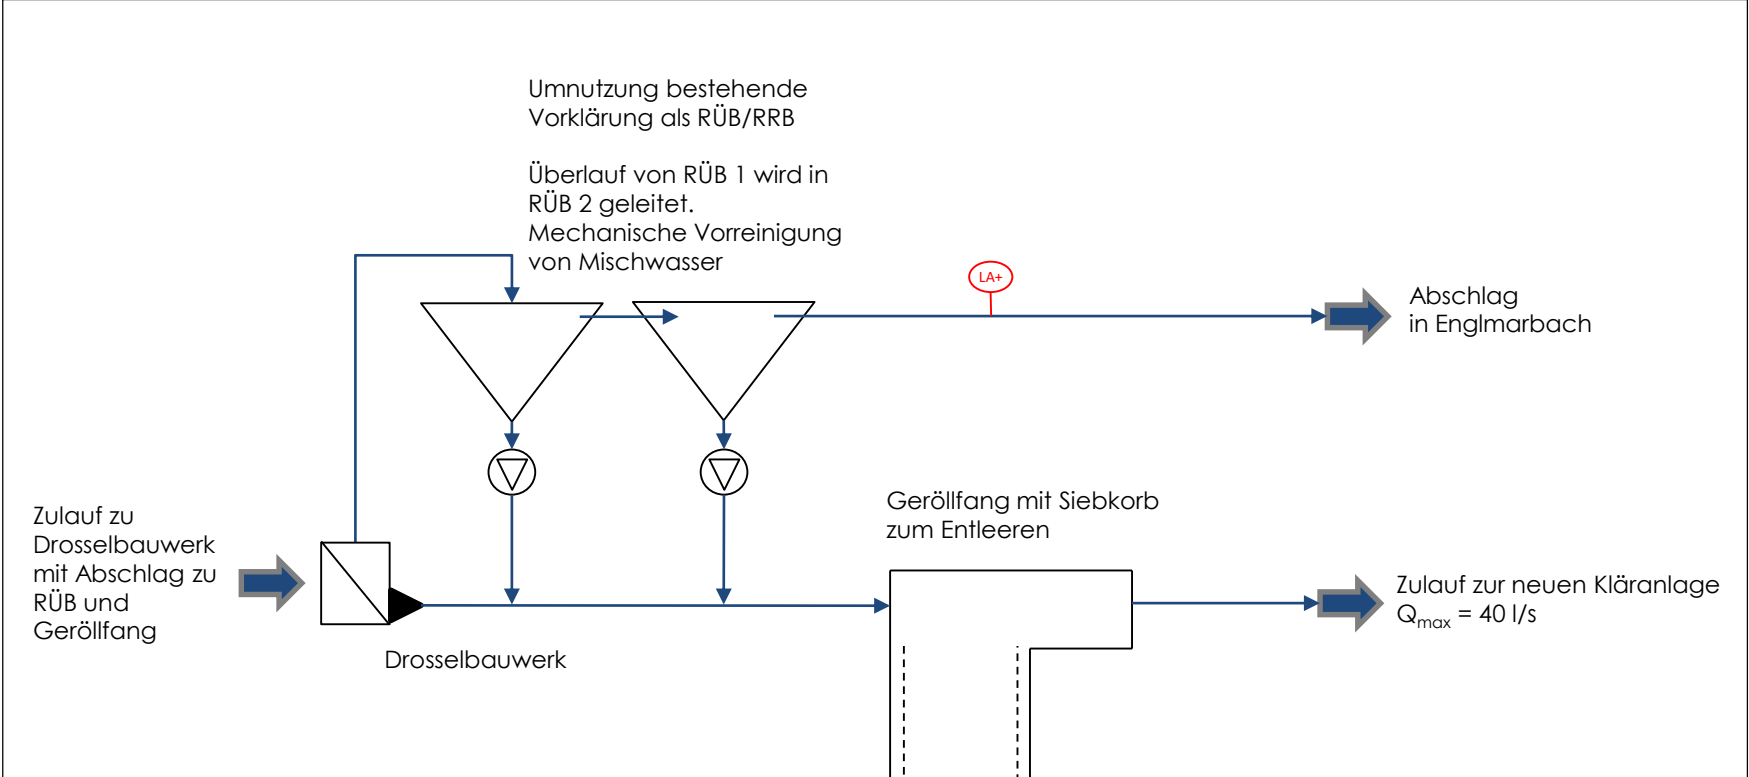 Umnutzung bestehende
Vorklärung als RÜB/RRB
Überlauf von RÜB 1 wird in
RÜB 2 geleitet.
Mechanische Vorreinigung
von Mischwasser
LA+
Abschlag
in Englmarbach
Zulauf zu
Drosselbauwerk
mit Abschlag zu
RÜB und
Geröllfang
Drosselbauwerk
Geröllfang mit Siebkorb
zum Entleeren
Zulauf zur neuen Kläranlage
Qmax = 40 l/s